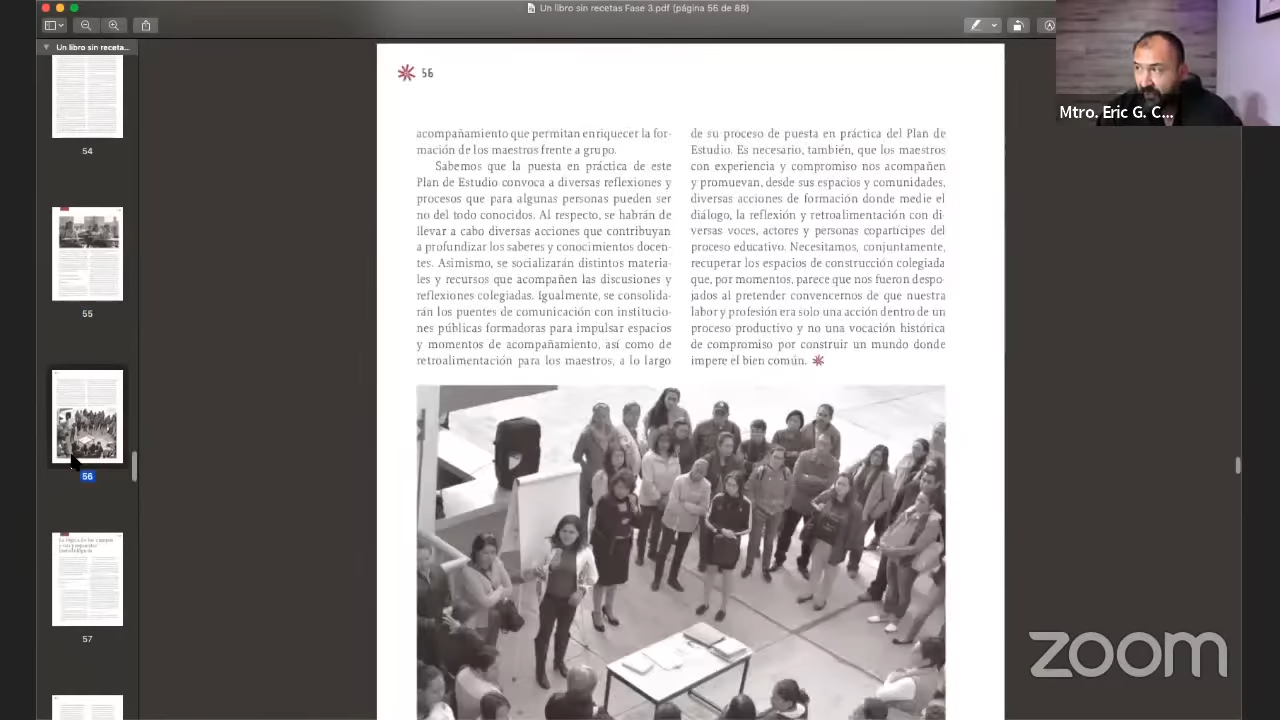 Un libro sin recetas Fase 3.pdf (página 55 de 88)
Un libro sin receta...
54
55
56
57
56
acompañamiento que permitan enriquecer la for-
mación de los maestros frente a grupo.
Sabemos que la puesta en práctica de este
Plan de Estudio convoca a diversas reflexiones y
procesos que para algunas personas pueden ser
no del todo conocidos. Al respecto, se habrán de
llevar a cabo diversas acciones que contribuyan
a profundizar los saberes y conocimientos docen-
tes. Asimismo, se realizarán distintos materia-
les y recursos que acompañen las discusiones y
reflexiones colegiadas. Igualmente, se consolida-
rán los puentes de comunicación con institucio-
nes públicas formadoras para impulsar espacios
y momentos de acompañamiento, así como de
retroalimentación para los maestros, a lo largo
de su proceso de puesta en práctica del Plan de
Estudio. Es necesario, también, que los maestros
con experiencia y compromiso nos acompañen
y promuevan, desde sus espacios y comunidades,
diversas acciones de formación donde medie el
diálogo, la reflexión y retroalimentación con di-
versas voces, actores y personas copartícipes del
proceso educativo. Necesitamos, conjuntamente,
recuperar los espacios de construcción colegiada
que, por momentos, parece que nos fueron despo-
jados al pretender convencernos de que nuestra
labor y profesión era solo una acción dentro de un
proceso productivo y no una vocación histórica
de compromiso por construir un mundo donde
impere el bien común.
Mtro. Eric G. C...
zoom